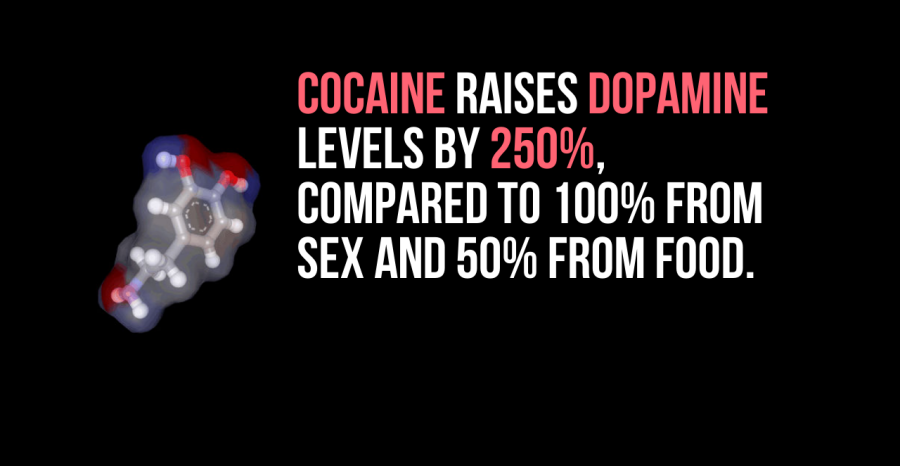 COCAINE RAISES DOPAMINE
LEVELS BY 250%,
COMPARED TO 100% FROM
SEX AND 50% FROM FOOD.